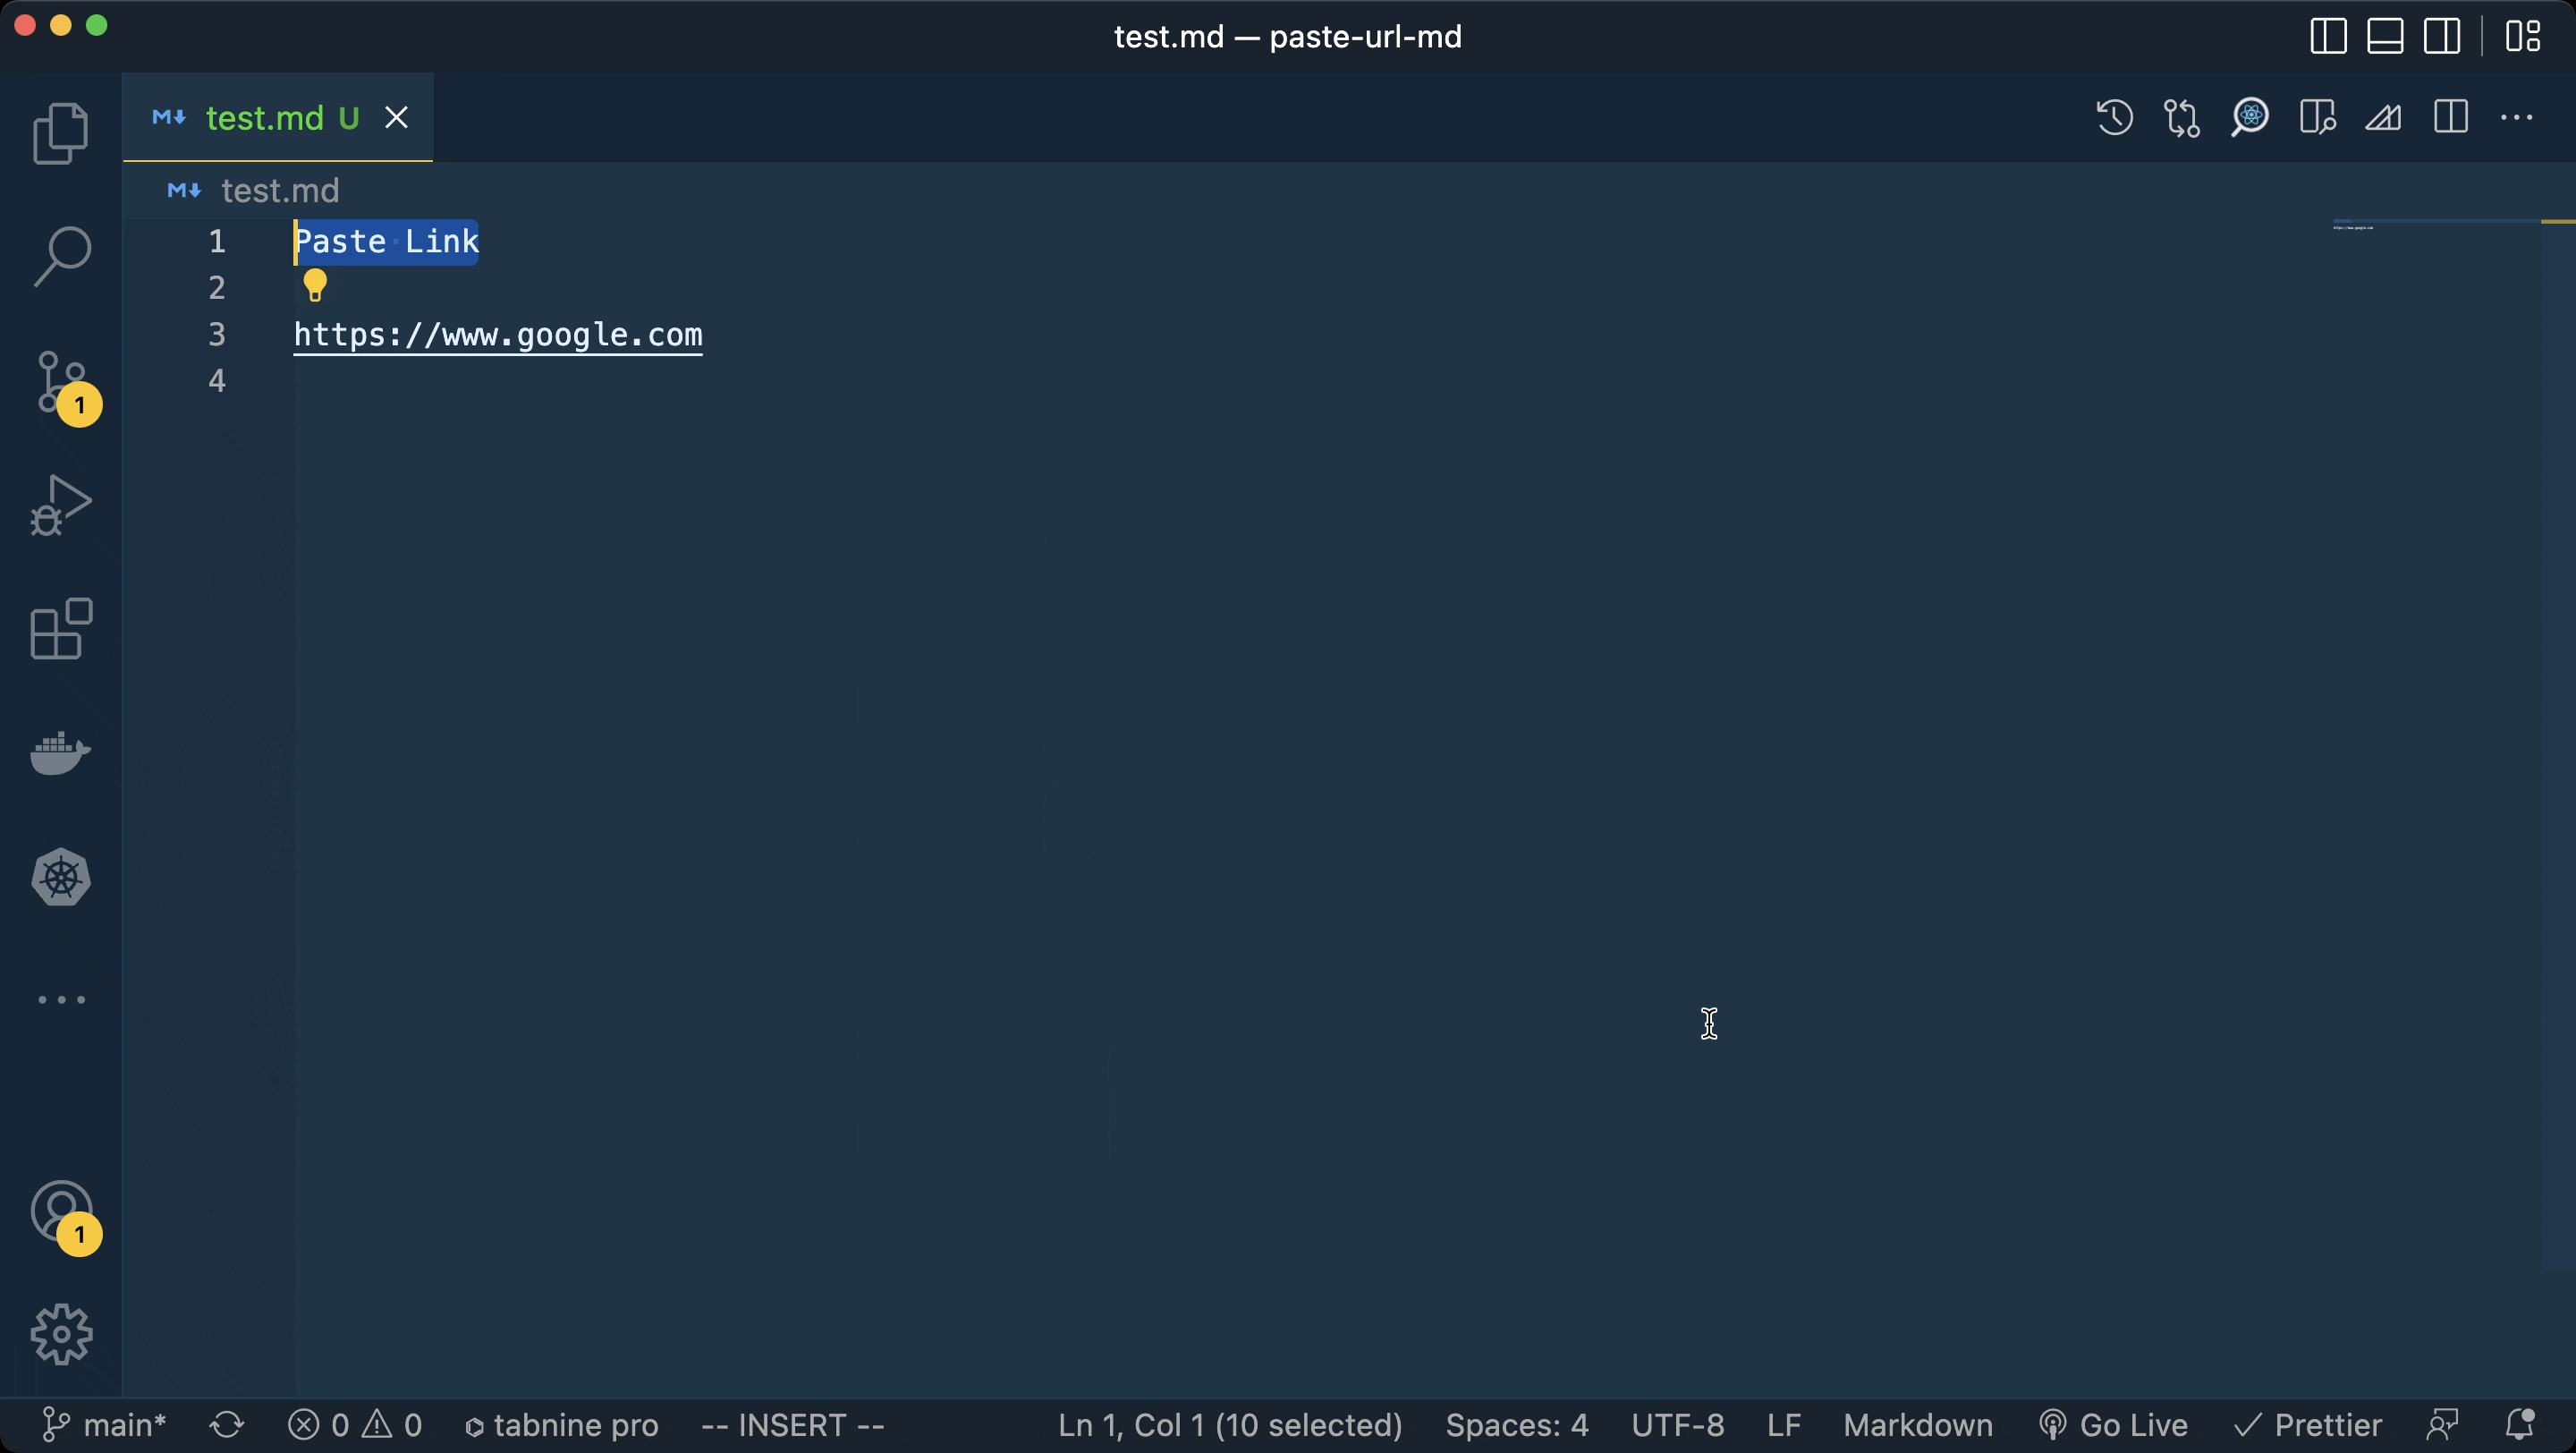 test.md — paste-url-md
test.md U
test.md
1 Paste Link
2
3 https://www.google.com
4
1
1
main* 0 0 tabnine pro -- INSERT -- Ln 1, Col 1 (10 selected) Spaces: 4 UTF-8 LF Markdown Go Live Prettier